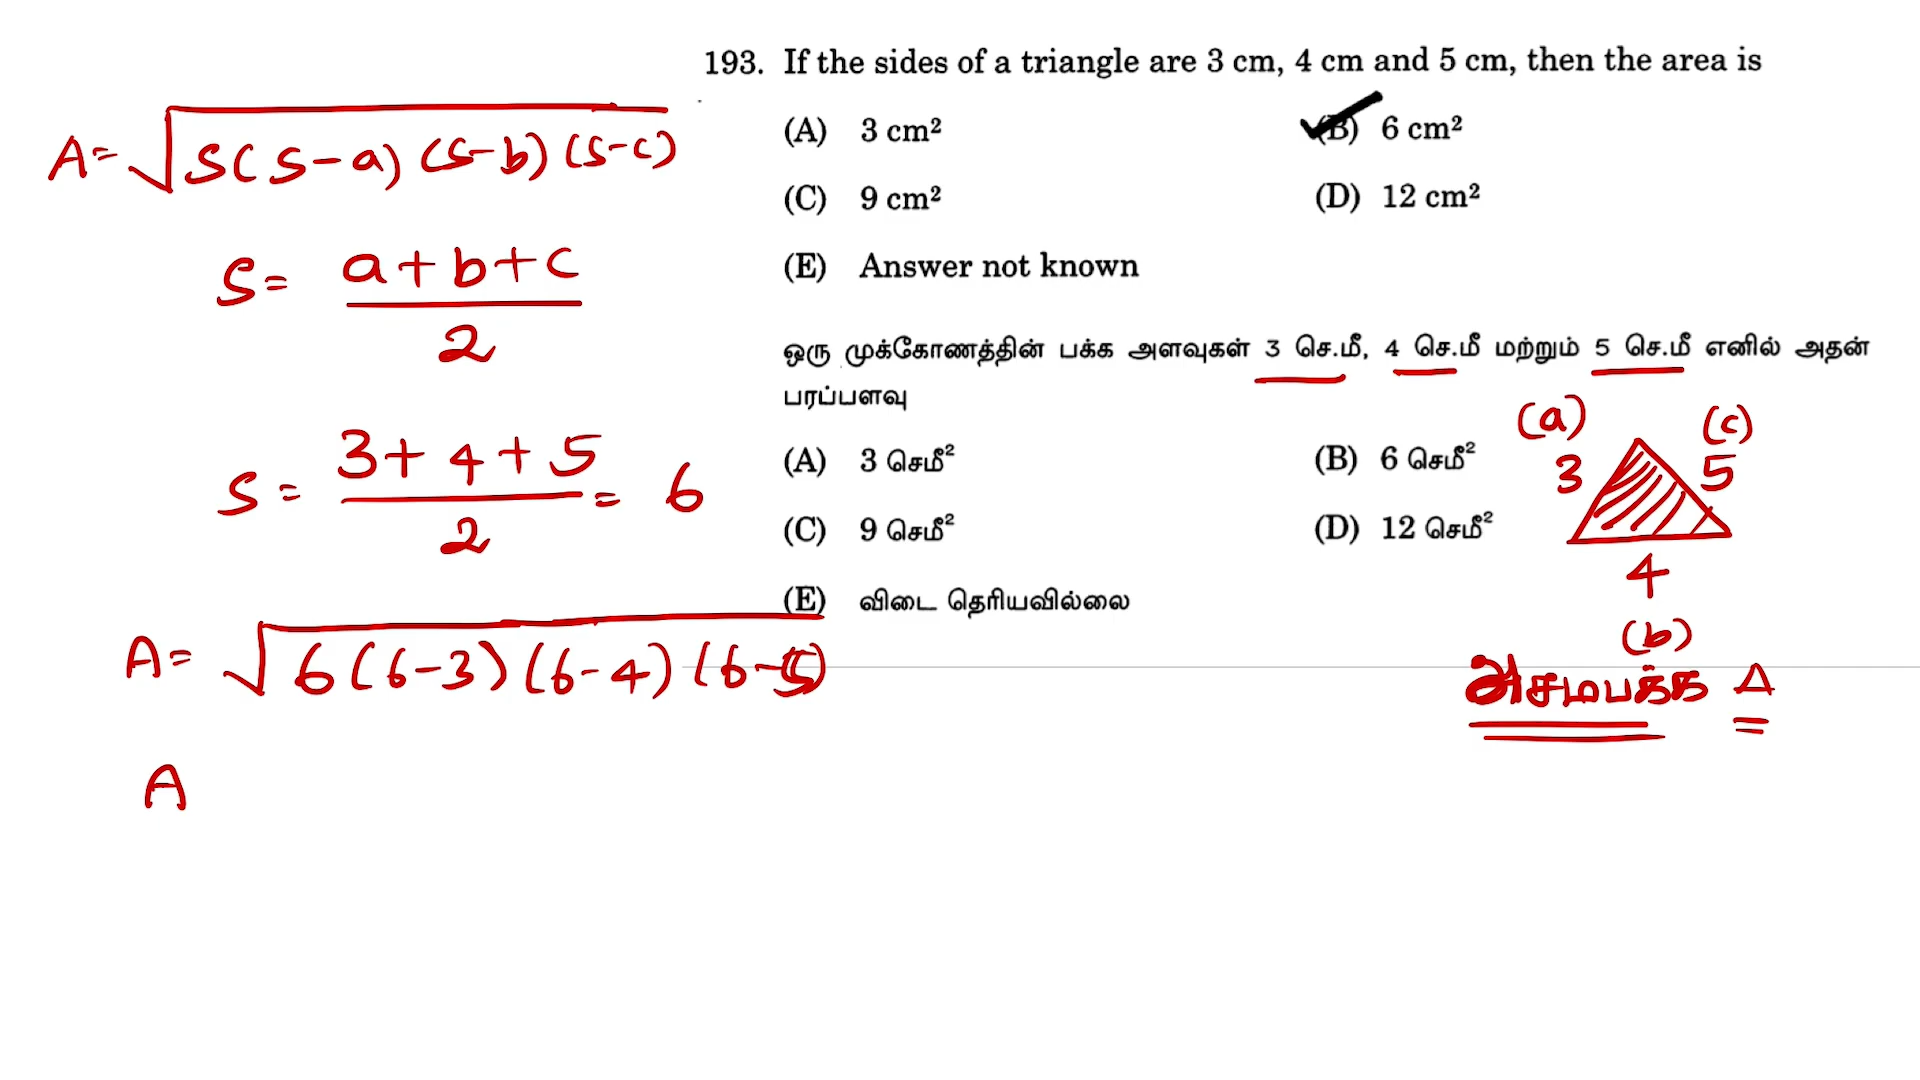 193. If the sides of a triangle are 3 cm, 4 cm and 5 cm, then the area is
(A) 3 cm² (B) 6 cm²
(C) 9 cm² (D) 12 cm²
(E) Answer not known
ஒரு முக்கோணத்தின் பக்க அளவுகள் 3 செ.மீ, 4 செ.மீ மற்றும் 5 செ.மீ எனில் அதன்
பரப்பளவு
(A) 3 செமீ² (B) 6 செமீ²
(C) 9 செமீ² (D) 12 செமீ²
(E) விடை தெரியவில்லை
A= √S(S-a)(S-b)(S-c)
S= a+b+c
2
S= 3+4+5 = 6
2
A= √6(6-3)(6-4)(6-5)
A
(a) (c)
3 5
4
(b)
அசமபக்க Δ